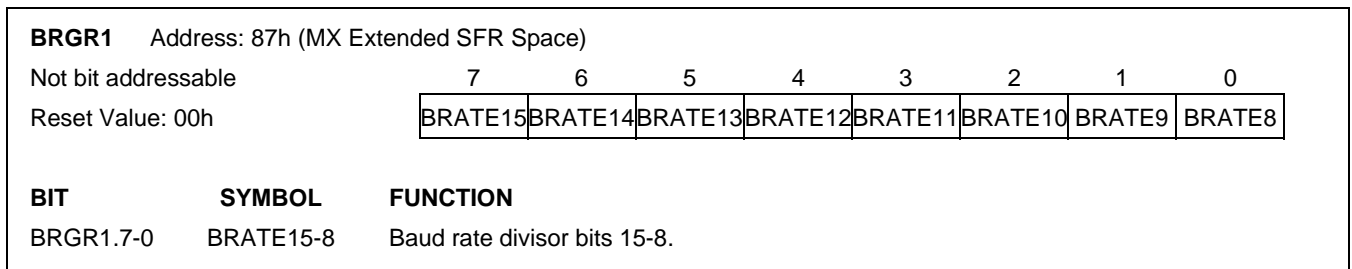 BRGR1 Address: 87h (MX Extended SFR Space)
Not bit addressable 7 6 5 4 3 2 1 0
Reset Value: 00h BRATE15 BRATE14 BRATE13 BRATE12 BRATE11 BRATE10 BRATE9 BRATE8
BIT SYMBOL FUNCTION
BRGR1.7-0 BRATE15-8 Baud rate divisor bits 15-8.